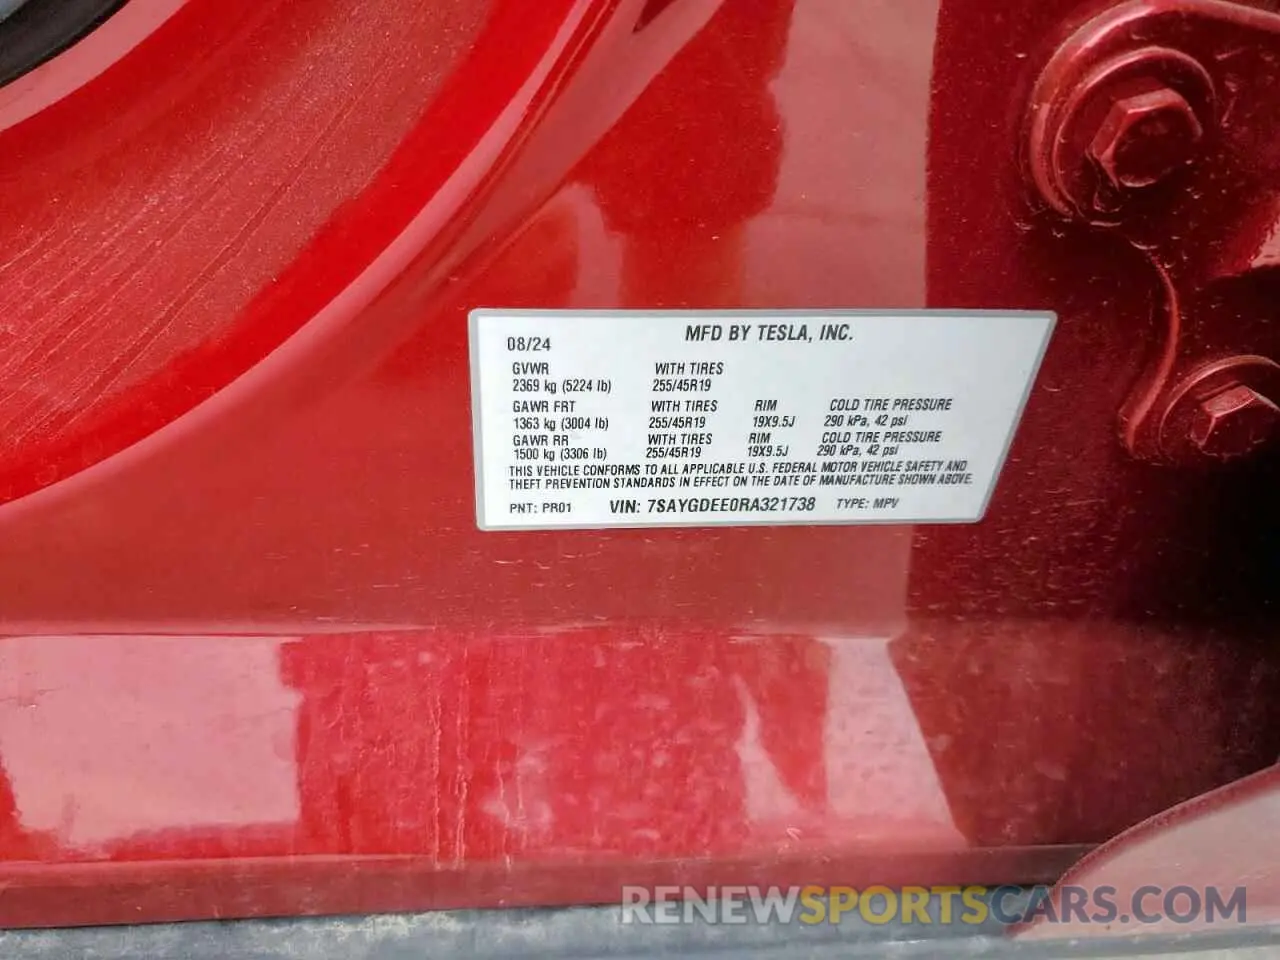 MFD BY TESLA, INC.
08/24
GVWR WITH TIRES
2369 kg (5224 lb) 255/45R19
GAWR FRT WITH TIRES RIM COLD TIRE PRESSURE
1363 kg (3004 lb) 255/45R19 19X9.5J 290 kPa, 42 psi
GAWR RR WITH TIRES RIM COLD TIRE PRESSURE
1500 kg (3306 lb) 255/45R19 19X9.5J 290 kPa, 42 psi
THIS VEHICLE CONFORMS TO ALL APPLICABLE U.S. FEDERAL MOTOR VEHICLE SAFETY AND
THEFT PREVENTION STANDARDS IN EFFECT ON THE DATE OF MANUFACTURE SHOWN ABOVE.
PNT: PR01 VIN: 7SAYGDEE0RA321738 TYPE: MPV
RENEWSPORTSCARS.COM